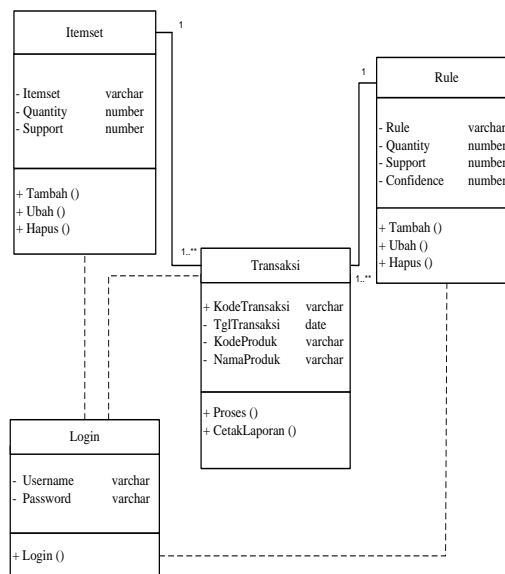 Itemset
- Itemset varchar
- Quantity number
- Support number
+ Tambah ()
+ Ubah ()
+ Hapus ()
1
1
Rule
- Rule varchar
- Quantity number
- Support number
- Confidence number
+ Tambah ()
+ Ubah ()
+ Hapus ()
1..**
1..**
Transaksi
+ KodeTransaksi varchar
- TglTransaksi date
- KodeProduk varchar
- NamaProduk varchar
+ Proses ()
+ CetakLaporan ()
Login
- Username varchar
- Password varchar
+ Login ()